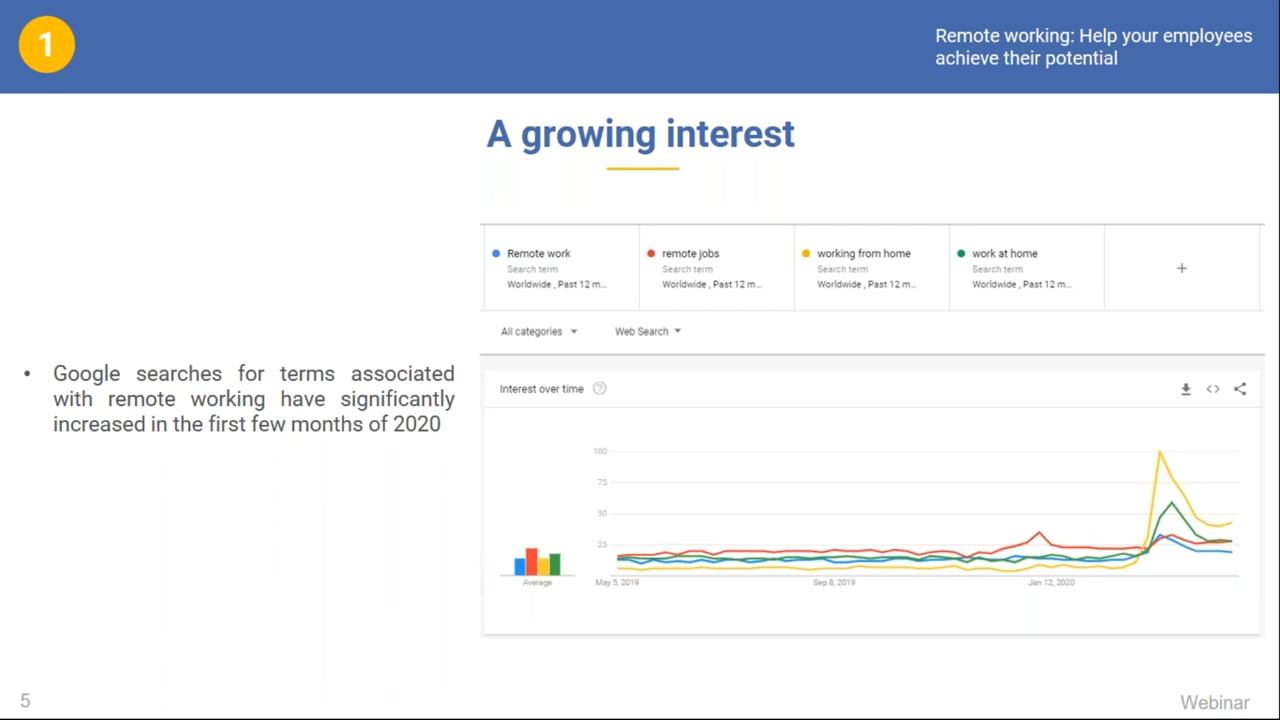 1
Remote working: Help your employees
achieve their potential
A growing interest
Remote work
Search term
Worldwide , Past 12 m...
remote jobs
Search term
Worldwide , Past 12 m...
working from home
Search term
Worldwide , Past 12 m...
work at home
Search term
Worldwide , Past 12 m...
+
All categories
Web Search
• Google searches for terms associated
with remote working have significantly
increased in the first few months of 2020
Interest over time ?
100
75
50
25
Average
May 5, 2019
Sep 8, 2019
Jan 12, 2020
5
Webinar